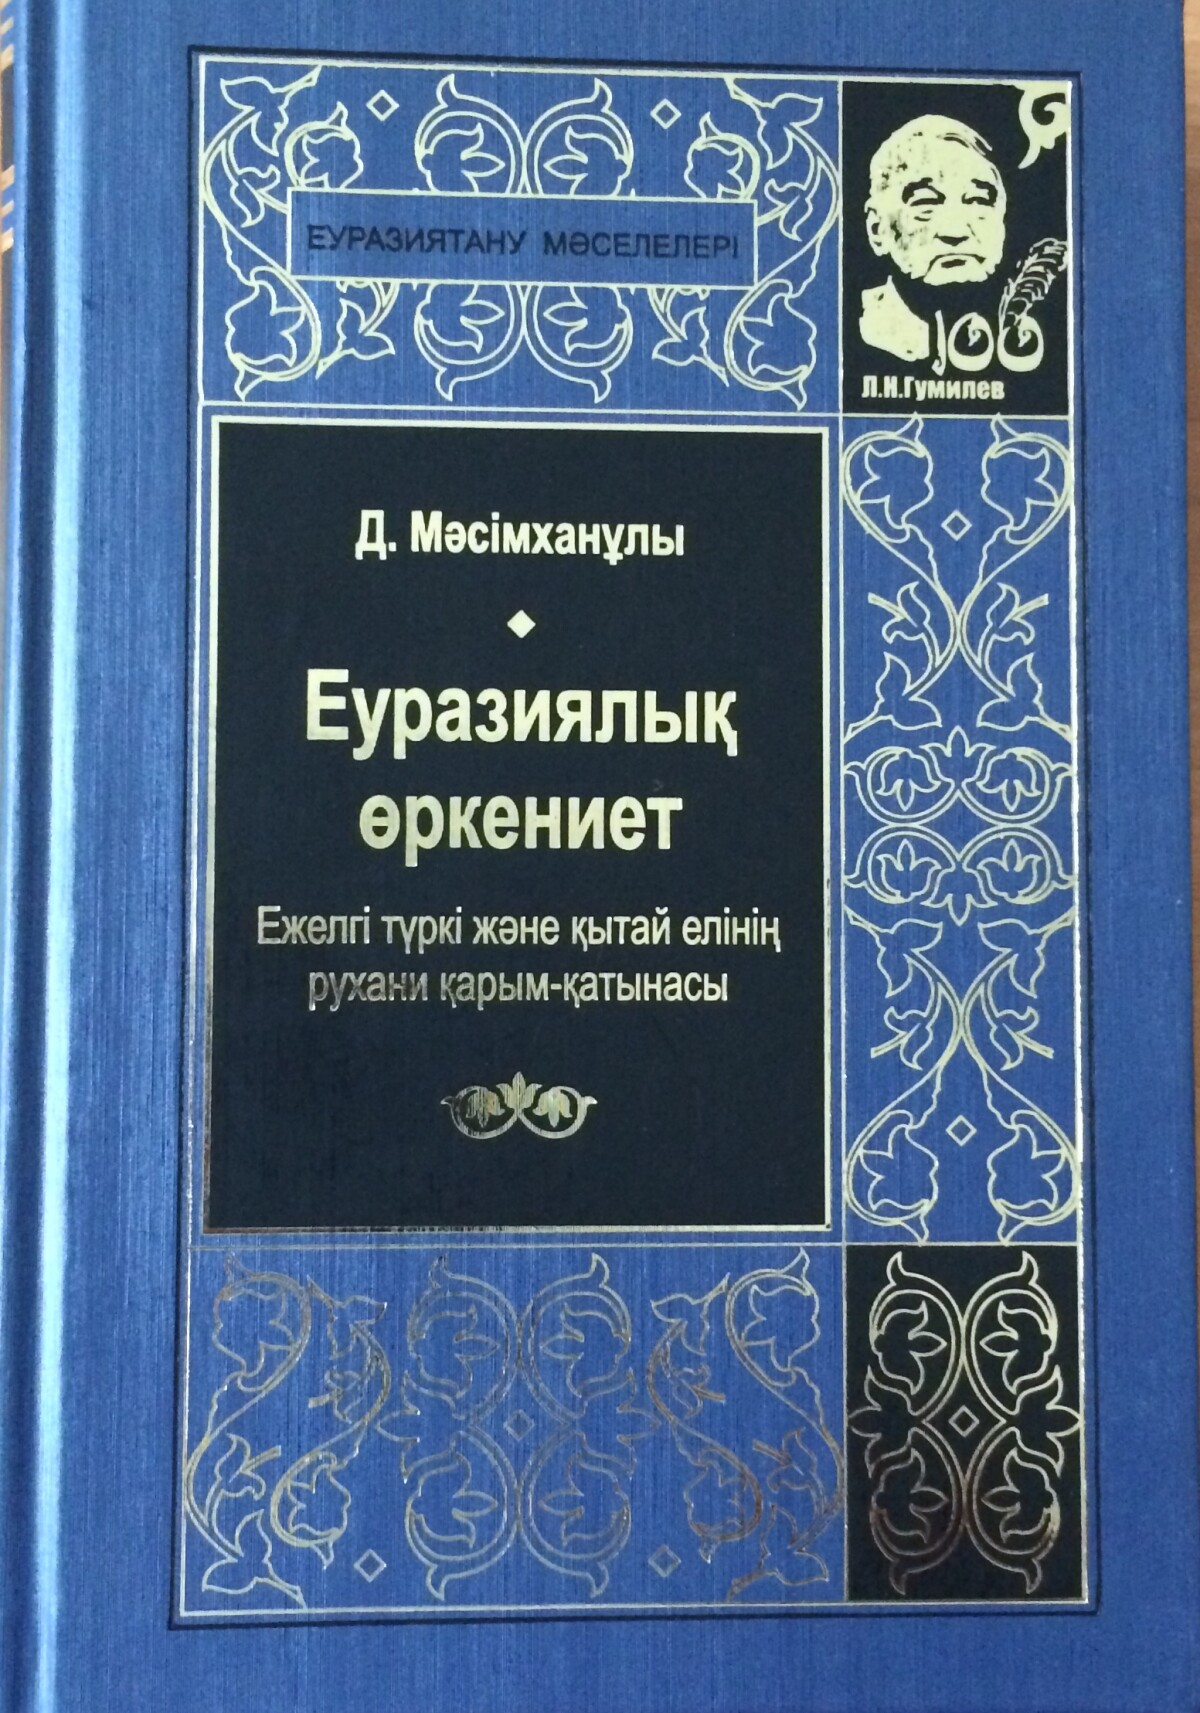 ЕУРАЗИЯТАНУ МӘСЕЛЕЛЕРІ
100
Л.Н.Гумилев
Д. Мәсімханұлы
Еуразиялық
өркениет
Ежелгі түркі және қытай елінің
рухани қарым-қатынасы